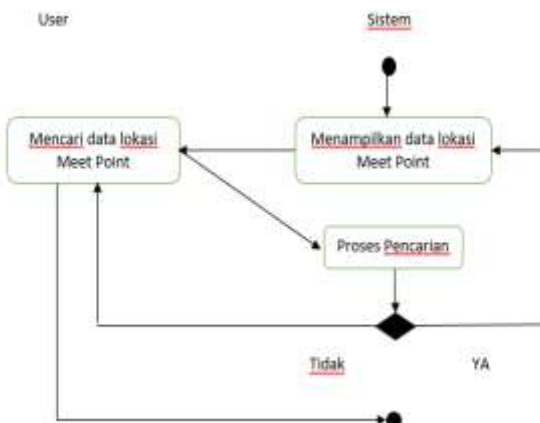 User
Sistem
Mencari data lokasi
Meet Point
Menampilkan data lokasi
Meet Point
Proses Pencarian
Tidak
YA